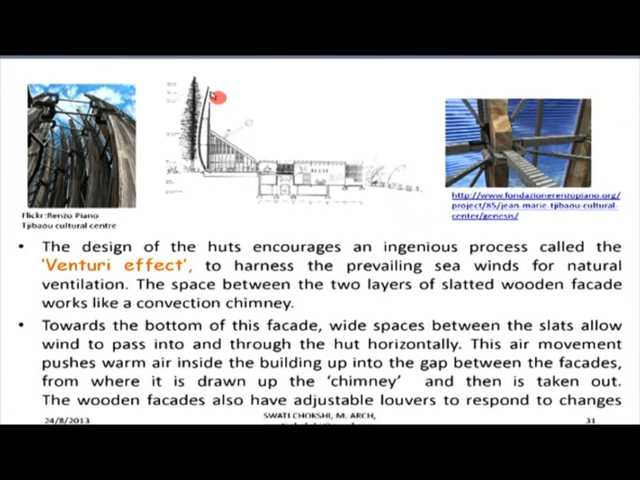 Flickr:Renzo Piano
Tjibaou cultural centre
http://www.fondazionerenzopiano.org/
project/85/jean-marie-tjibaou-cultural-
center/genesis/
• The design of the huts encourages an ingenious process called the
'Venturi effect', to harness the prevailing sea winds for natural
ventilation. The space between the two layers of slatted wooden facade
works like a convection chimney.
• Towards the bottom of this facade, wide spaces between the slats allow
wind to pass into and through the hut horizontally. This air movement
pushes warm air inside the building up into the gap between the facades,
from where it is drawn up the 'chimney' and then is taken out.
The wooden facades also have adjustable louvers to respond to changes
24/8/2013
SWATI CHOKSHI, M. ARCH,
31